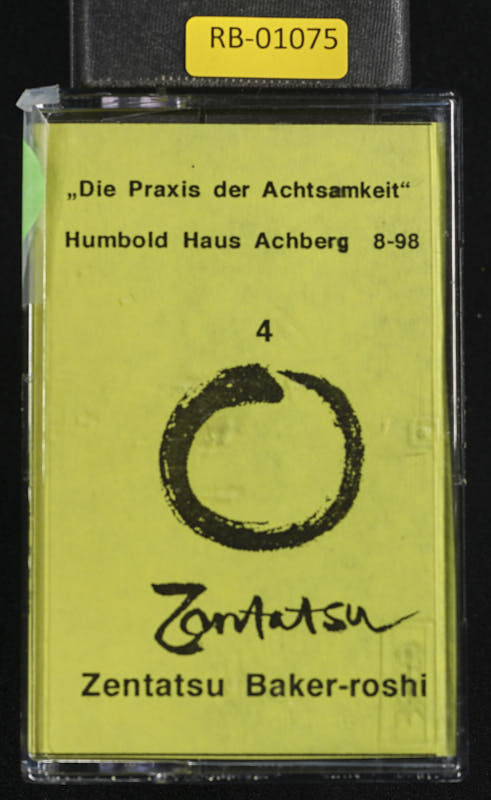 RB-01075
„Die Praxis der Achtsamkeit“
Humbold Haus Achberg 8-98
4
Zentatsu
Zentatsu Baker-roshi